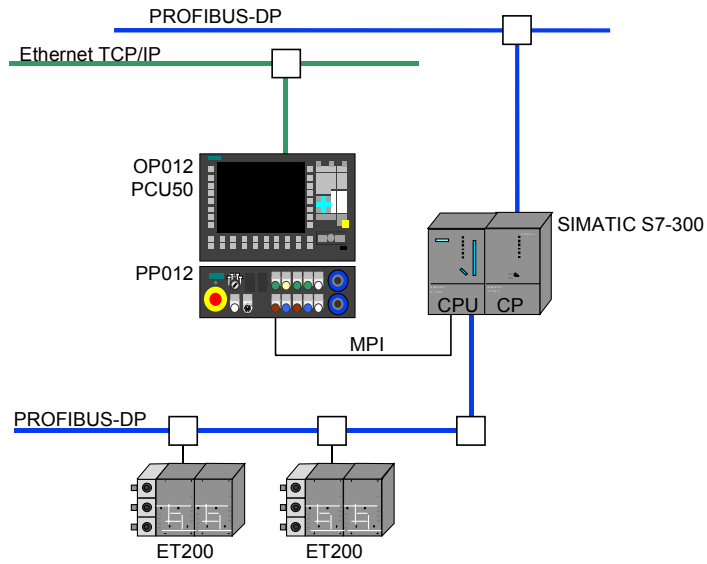 PROFIBUS-DP
Ethernet TCP/IP
OP012
PCU50
SIMATIC S7-300
PP012
CPU
CP
MPI
PROFIBUS-DP
ET200
ET200